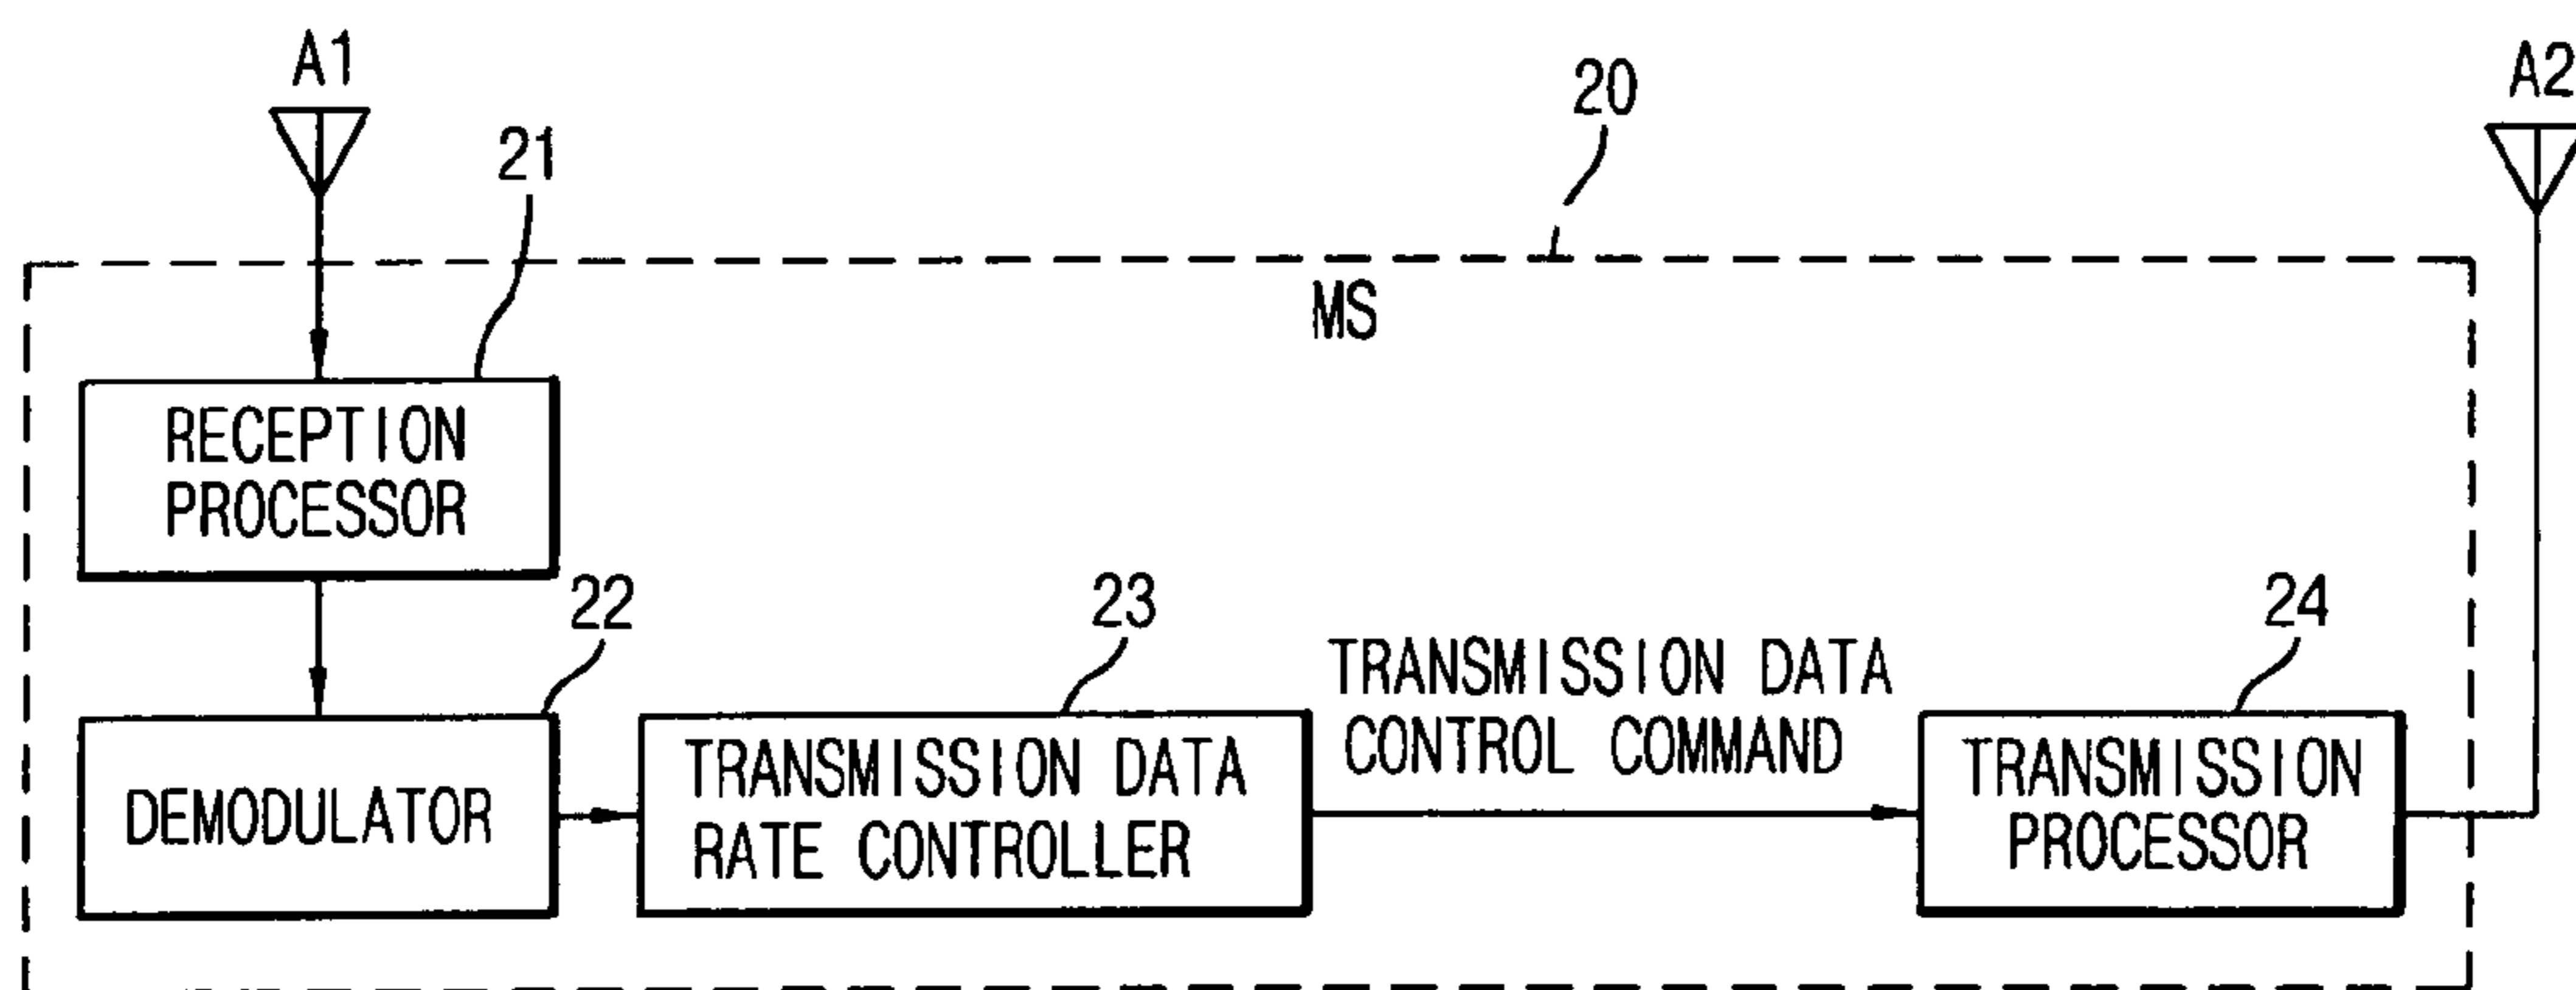 A1
20
A2
21
MS
RECEPTION
PROCESSOR
22
23
24
TRANSMISSION DATA
CONTROL COMMAND
DEMODULATOR
TRANSMISSION DATA
RATE CONTROLLER
TRANSMISSION
PROCESSOR